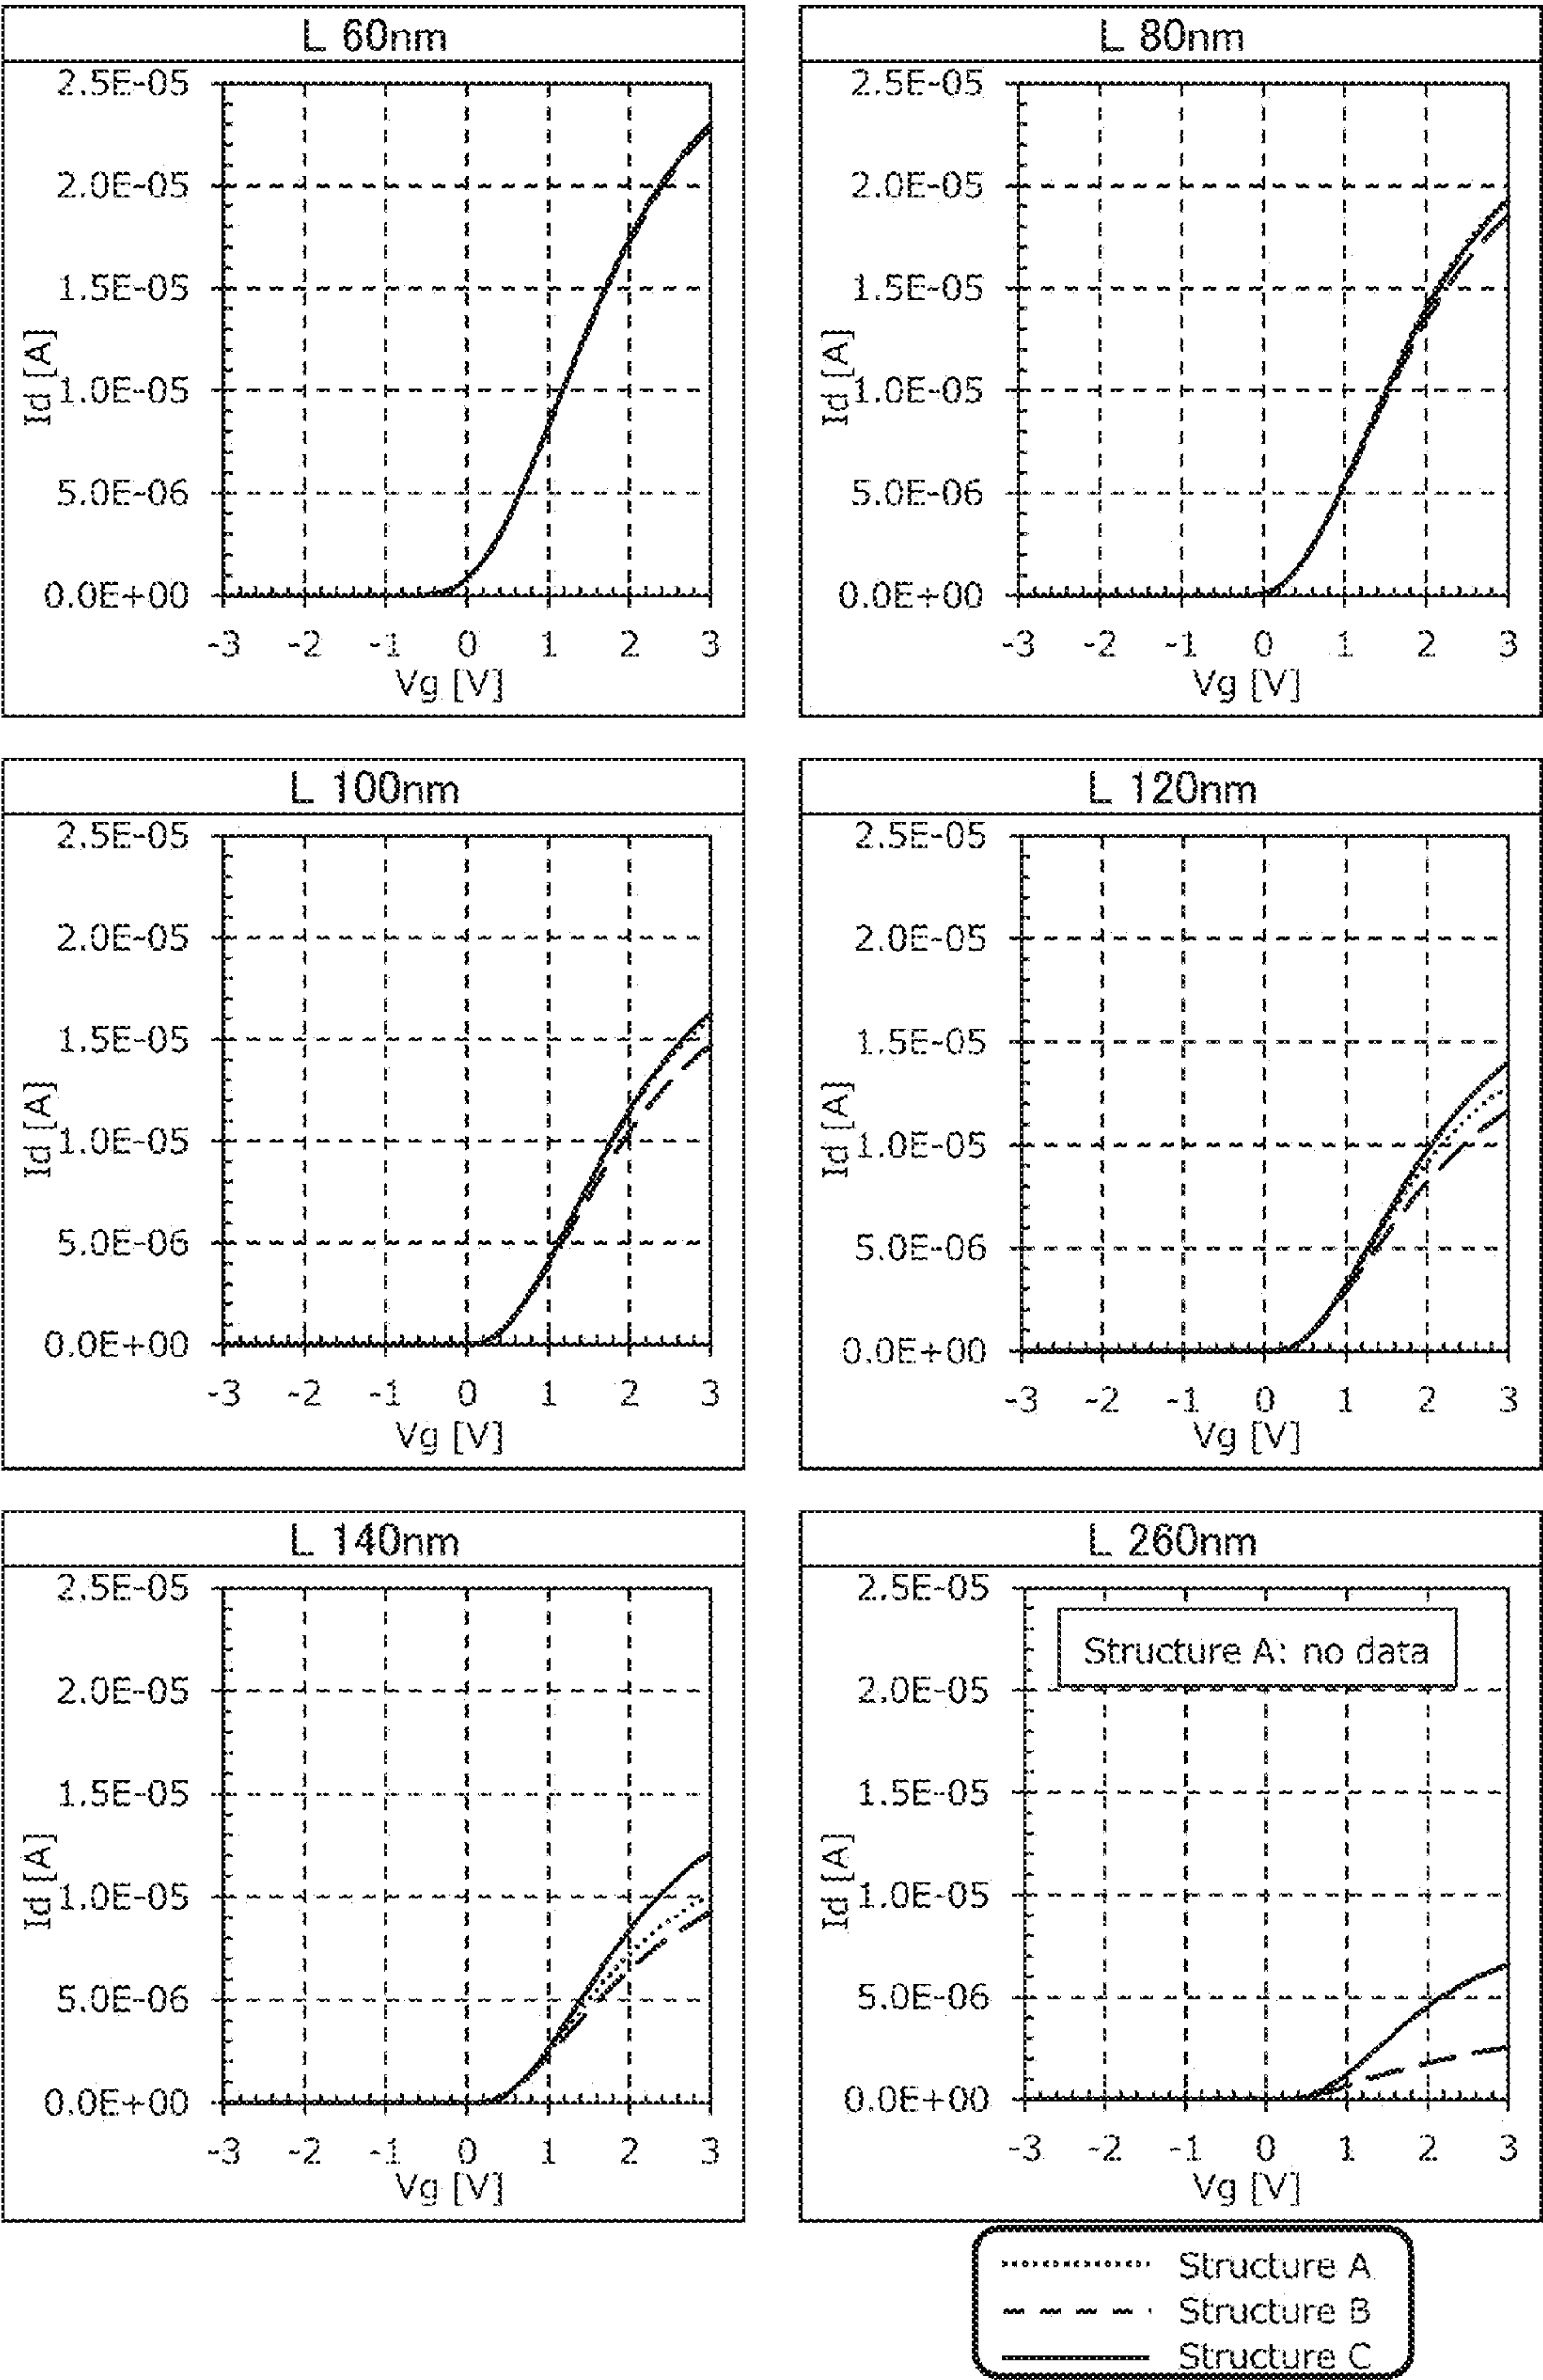 L 60nm
2.5E-05
2.0E-05
1.5E-05
1.0E-05
5.0E-06
0.0E+00
Id [A]
-3 -2 -1 0 1 2 3
Vg [V]
L 80nm
2.5E-05
2.0E-05
1.5E-05
1.0E-05
5.0E-06
0.0E+00
Id [A]
-3 -2 -1 0 1 2 3
Vg [V]
L 100nm
2.5E-05
2.0E-05
1.5E-05
1.0E-05
5.0E-06
0.0E+00
Id [A]
-3 -2 -1 0 1 2 3
Vg [V]
L 120nm
2.5E-05
2.0E-05
1.5E-05
1.0E-05
5.0E-06
0.0E+00
Id [A]
-3 -2 -1 0 1 2 3
Vg [V]
L 140nm
2.5E-05
2.0E-05
1.5E-05
1.0E-05
5.0E-06
0.0E+00
Id [A]
-3 -2 -1 0 1 2 3
Vg [V]
L 260nm
2.5E-05
Structure A: no data
2.0E-05
1.5E-05
1.0E-05
5.0E-06
0.0E+00
Id [A]
-3 -2 -1 0 1 2 3
Vg [V]
Structure A
Structure B
Structure C